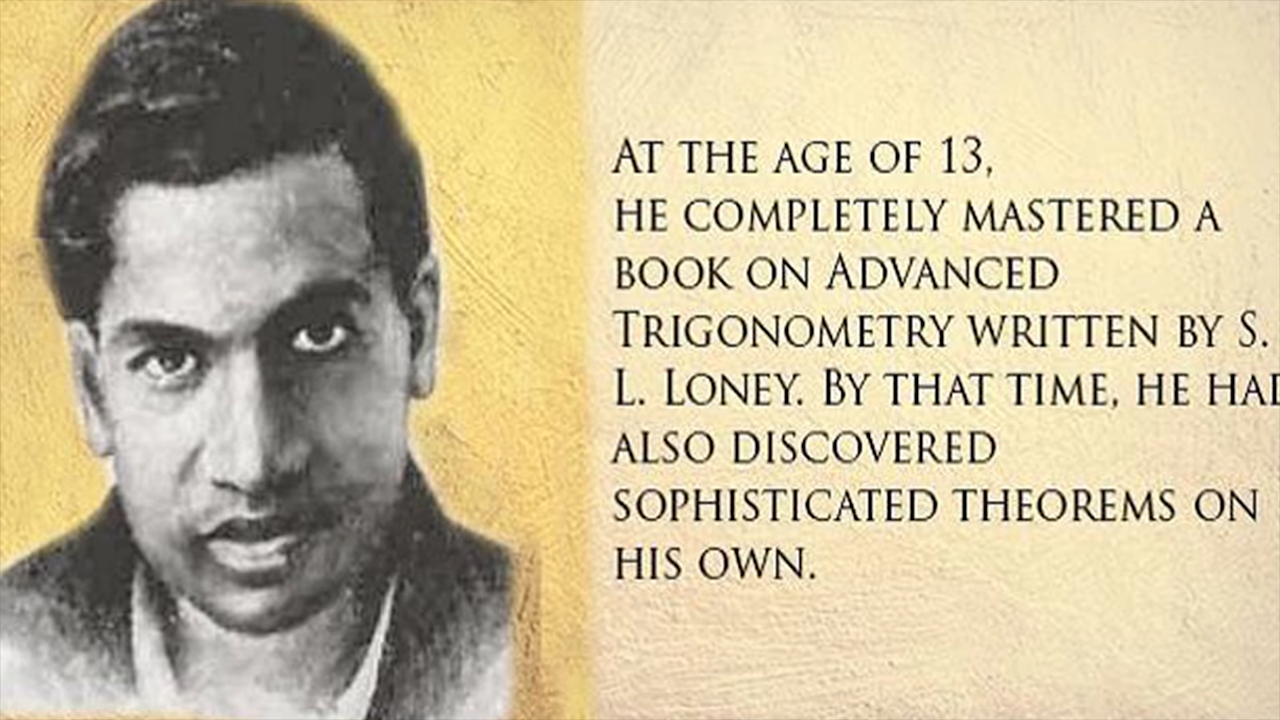 At the age of 13,
he completely mastered a
book on Advanced
Trigonometry written by S.
L. Loney. By that time, he had
also discovered
sophisticated theorems on
his own.